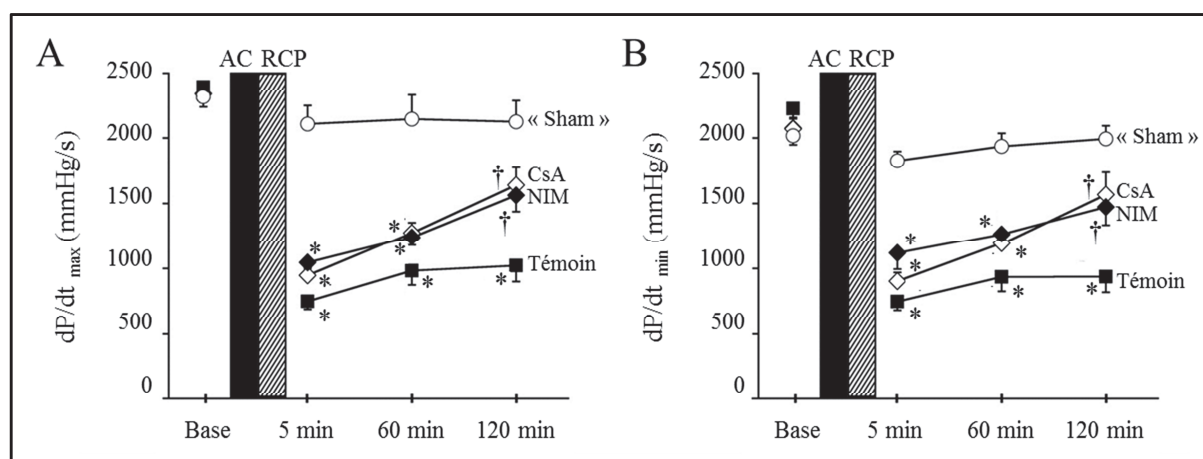 A
AC RCP
dP/dt max (mmHg/s)
2500
2000
1500
1000
500
0
« Sham »
†
CsA
NIM
†
* * *
* *
Témoin
* * *
Base 5 min 60 min 120 min
B
AC RCP
dP/dt min (mmHg/s)
2500
2000
1500
1000
500
0
« Sham »
†
CsA
NIM
†
* * *
* *
Témoin
* * *
Base 5 min 60 min 120 min